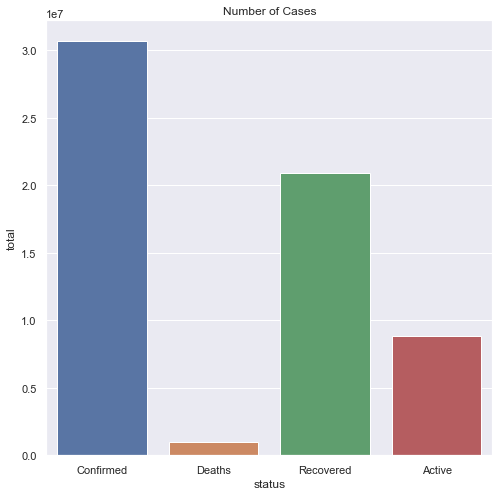 Number of Cases
1e7
3.0
2.5
2.0
1.5
1.0
0.5
0.0
total
Confirmed Deaths Recovered Active
status